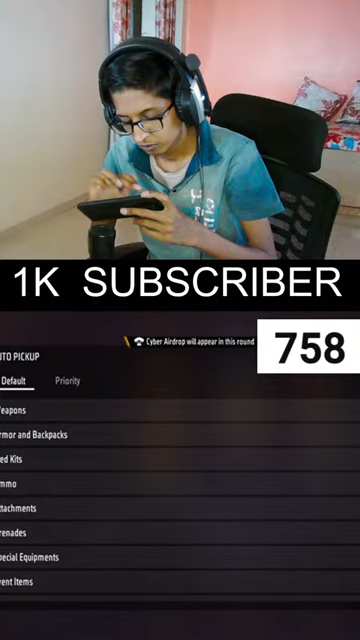 1K SUBSCRIBER
Cyber Airdrop will appear in this round
758
UTO PICKUP
Default Priority
eapons
rmor and Backpacks
ed Kits
mmo
ttachments
renades
pecial Equipments
vent Items